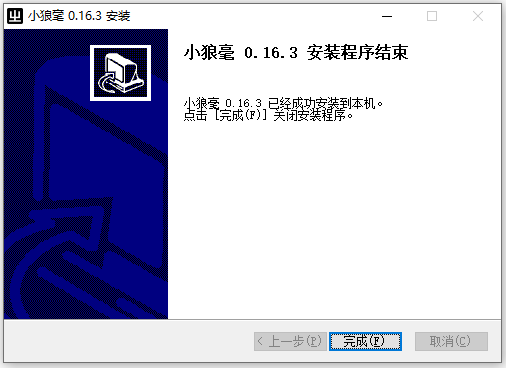 小狼毫 0.16.3 安装
小狼毫 0.16.3 安装程序结束
小狼毫 0.16.3 已经成功安装到本机。
点击 [完成(F)] 关闭安装程序。
< 上一步(P)
完成(F)
取消(C)